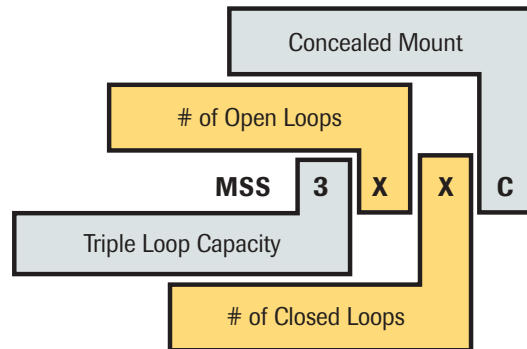 Concealed Mount
# of Open Loops
MSS 3 X X C
Triple Loop Capacity
# of Closed Loops